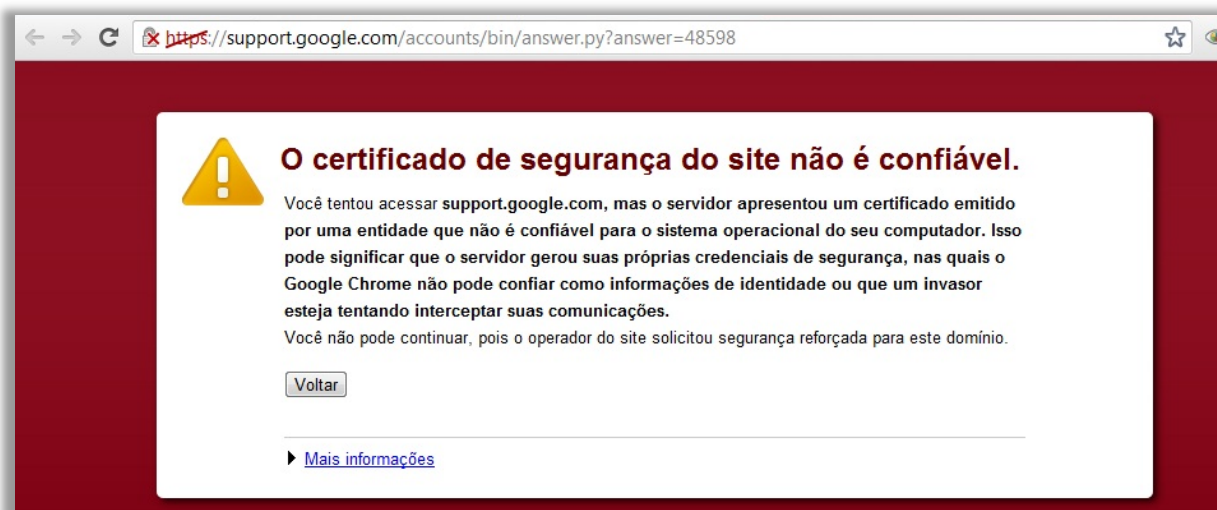 https://support.google.com/accounts/bin/answer.py?answer=48598
O certificado de segurança do site não é confiável.
Você tentou acessar support.google.com, mas o servidor apresentou um certificado emitido
por uma entidade que não é confiável para o sistema operacional do seu computador. Isso
pode significar que o servidor gerou suas próprias credenciais de segurança, nas quais o
Google Chrome não pode confiar como informações de identidade ou que um invasor
esteja tentando interceptar suas comunicações.
Você não pode continuar, pois o operador do site solicitou segurança reforçada para este domínio.
Voltar
Mais informações